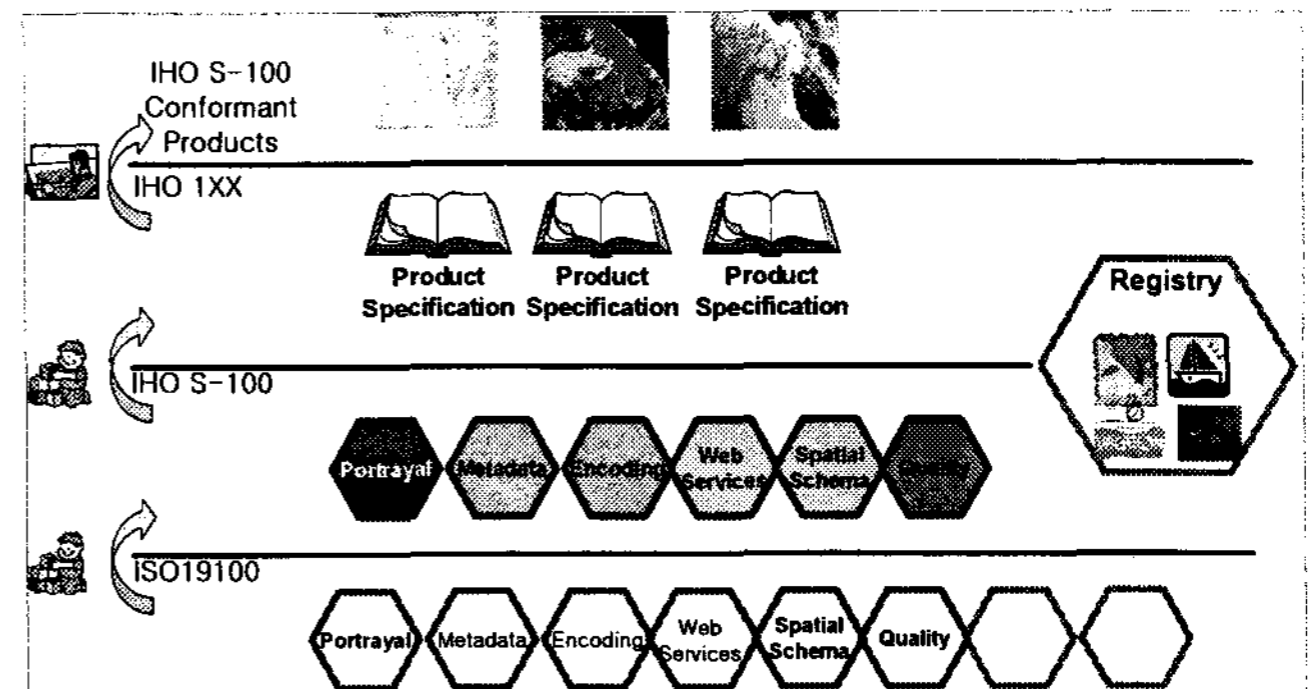 IHO S-100
Conformant
Products
IHO 1XX
Product
Specification
Product
Specification
Product
Specification
Registry
IHO S-100
Portrayal
Metadata
Encoding
Web
Services
Spatial
Schema
Quality
ISO19100
Portrayal
Metadata
Encoding
Web
Services
Spatial
Schema
Quality